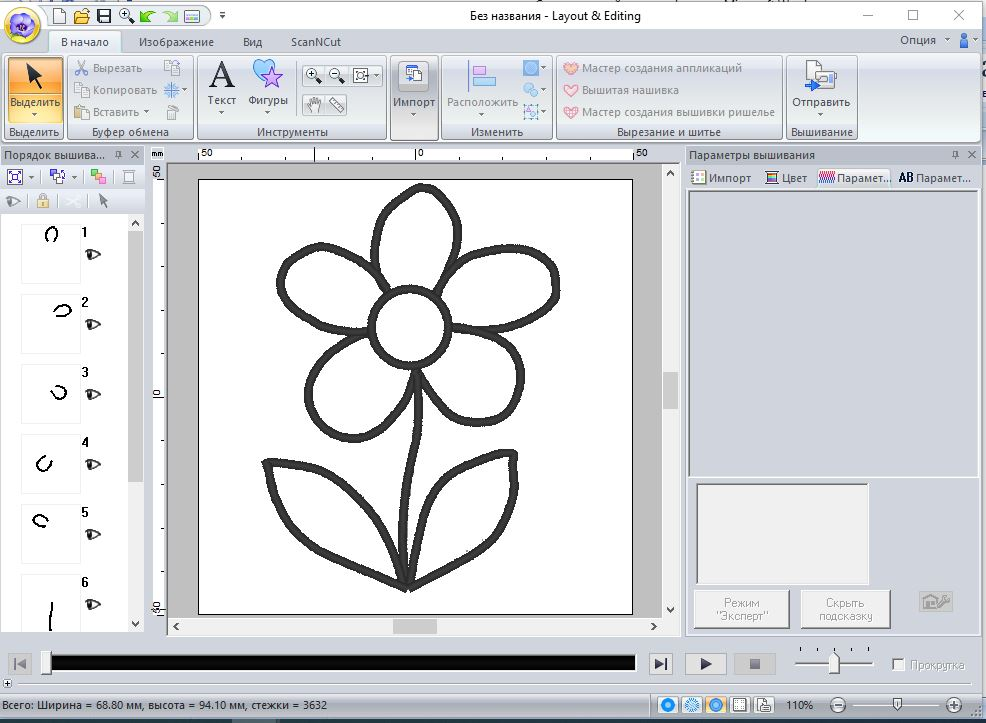 Без названия - Layout & Editing
В начало Изображение Вид ScanNCut Опция
Выделить
Вырезать
Копировать
Вставить
Текст
Фигуры
Импорт
Расположить
Мастер создания аппликаций
Вышитая нашивка
Мастер создания вышивки ришелье
Отправить
Выделить Буфер обмена Инструменты Изменить Вырезание и шитье Вышивание
Порядок вышива...
mm
50 0 50
Параметры вышивания
Импорт Цвет Парамет... AB Парамет...
50
0
50
1
2
3
4
5
6
Режим
"Эксперт"
Скрыть
подсказку
Прокрутка
Всего: Ширина = 68.80 мм, высота = 94.10 мм, стежки = 3632
110%